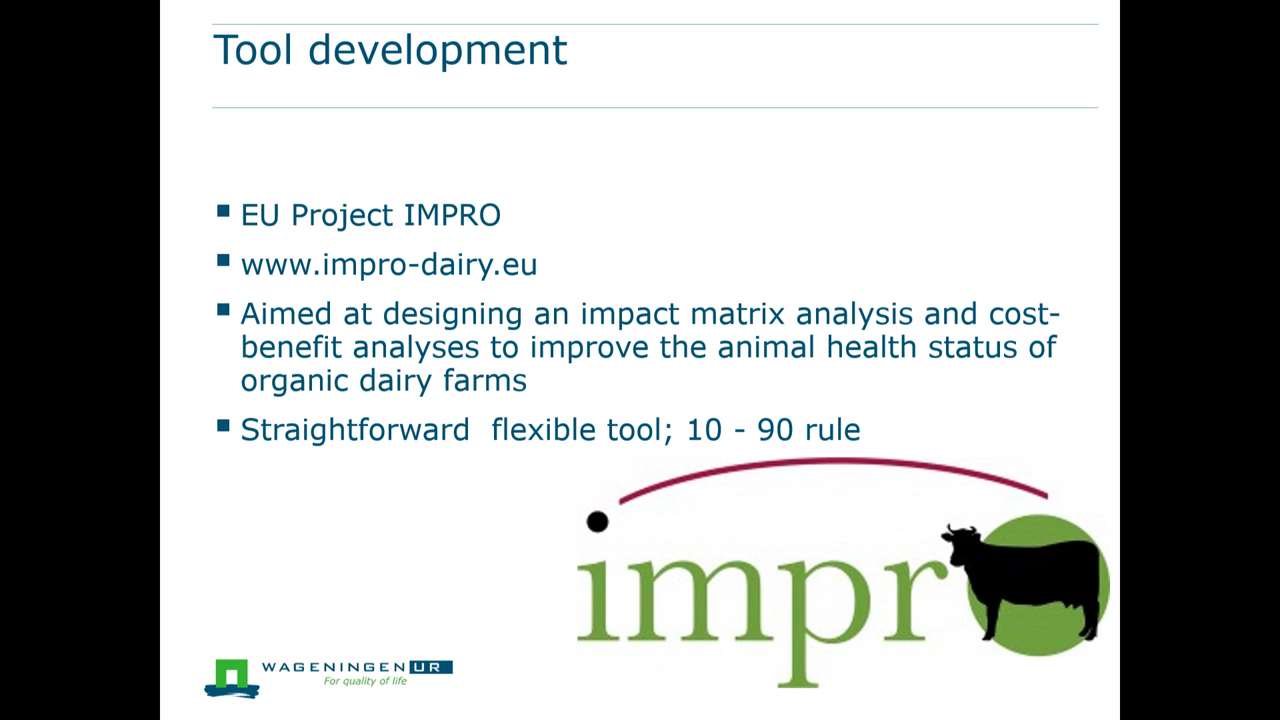 Tool development
EU Project IMPRO
www.impro-dairy.eu
Aimed at designing an impact matrix analysis and cost-
benefit analyses to improve the animal health status of
organic dairy farms
Straightforward  flexible tool; 10 - 90 rule
impro
WAGENINGEN UR
For quality of life